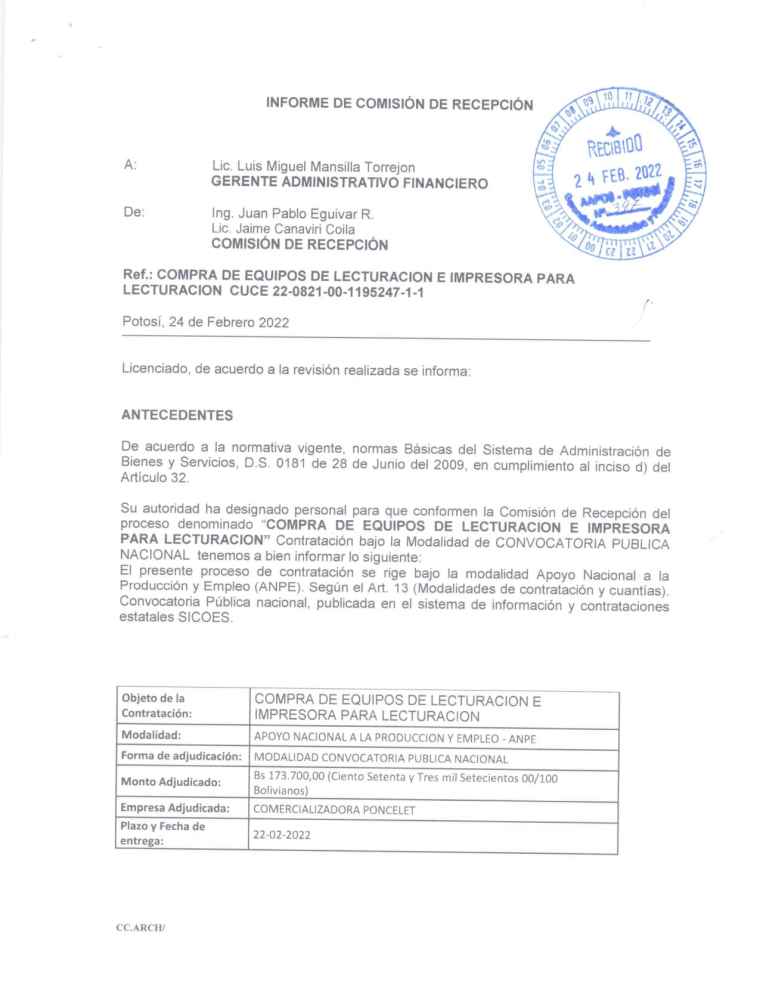 INFORME DE COMISIÓN DE RECEPCIÓN
RECIBIDO
24 FEB. 2022
AAPOS - POTOSÍ
A: Lic. Luis Miguel Mansilla Torrejon
GERENTE ADMINISTRATIVO FINANCIERO
De: Ing. Juan Pablo Eguivar R.
Lic. Jaime Canaviri Coila
COMISIÓN DE RECEPCIÓN
Ref.: COMPRA DE EQUIPOS DE LECTURACION E IMPRESORA PARA
LECTURACION CUCE 22-0821-00-1195247-1-1
Potosí, 24 de Febrero 2022
Licenciado, de acuerdo a la revisión realizada se informa:
ANTECEDENTES
De acuerdo a la normativa vigente, normas Básicas del Sistema de Administración de
Bienes y Servicios, D.S. 0181 de 28 de Junio del 2009, en cumplimiento al inciso d) del
Artículo 32.
Su autoridad ha designado personal para que conformen la Comisión de Recepción del
proceso denominado “COMPRA DE EQUIPOS DE LECTURACION E IMPRESORA
PARA LECTURACION” Contratación bajo la Modalidad de CONVOCATORIA PUBLICA
NACIONAL tenemos a bien informar lo siguiente:
El presente proceso de contratación se rige bajo la modalidad Apoyo Nacional a la
Producción y Empleo (ANPE). Según el Art. 13 (Modalidades de contratación y cuantías).
Convocatoria Pública nacional, publicada en el sistema de información y contrataciones
estatales SICOES.
Objeto de la
Contratación:
COMPRA DE EQUIPOS DE LECTURACION E
IMPRESORA PARA LECTURACION
Modalidad: APOYO NACIONAL A LA PRODUCCION Y EMPLEO - ANPE
Forma de adjudicación: MODALIDAD CONVOCATORIA PUBLICA NACIONAL
Monto Adjudicado:
Bs 173.700,00 (Ciento Setenta y Tres mil Setecientos 00/100
Bolivianos)
Empresa Adjudicada: COMERCIALIZADORA PONCELET
Plazo y Fecha de
entrega:
22-02-2022
CC.ARCH/